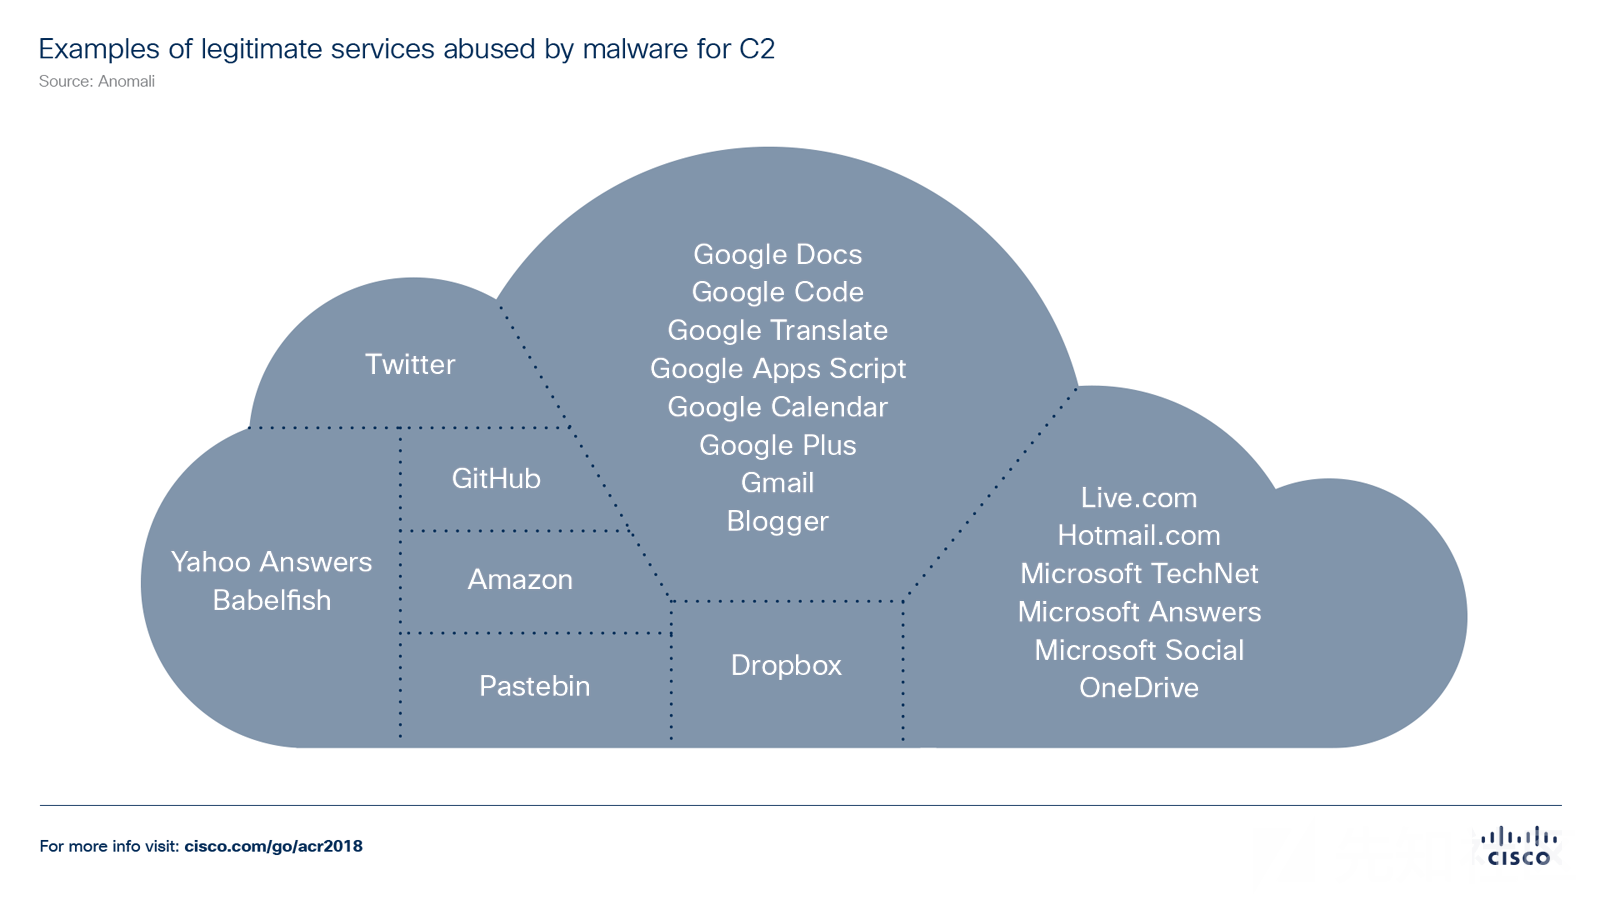 Examples of legitimate services abused by malware for C2
Source: Anomali
Google Docs
Google Code
Google Translate
Google Apps Script
Google Calendar
Google Plus
Gmail
Blogger
Twitter
GitHub
Amazon
Pastebin
Yahoo Answers
Babelfish
Dropbox
Live.com
Hotmail.com
Microsoft TechNet
Microsoft Answers
Microsoft Social
OneDrive
For more info visit: cisco.com/go/acr2018
CISCO